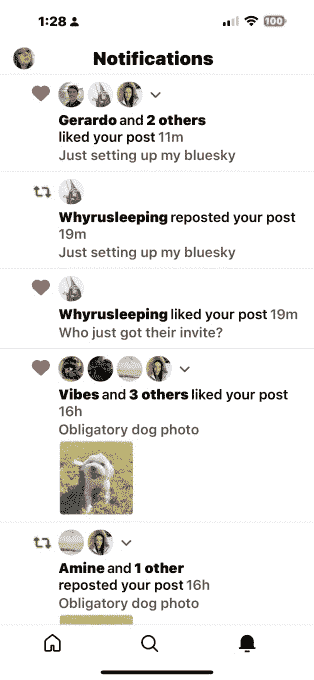 1:28
100
Notifications
Gerardo and 2 others
liked your post 11m
Just setting up my bluesky
Whyrusleeping reposted your post
19m
Just setting up my bluesky
Whyrusleeping liked your post 19m
Who just got their invite?
Vibes and 3 others liked your post
16h
Obligatory dog photo
Amine and 1 other
reposted your post 16h
Obligatory dog photo